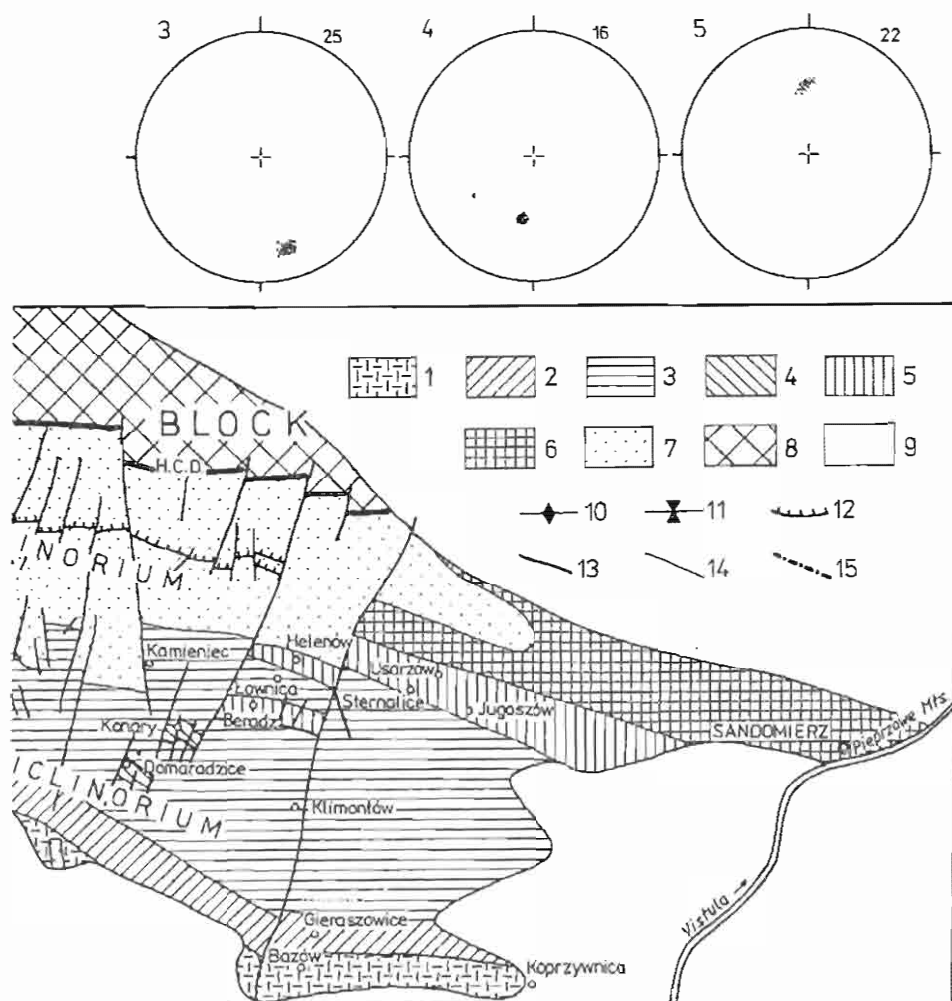 3 25 4 16 5 22
1 2 3 4 5
BLOCK
6 7 8 9
H.C.D.
10 11 12
INORIUM
13 14 15
Helenów
Kamieniec
Usarzów
Łownica
Sternalice
Jugoszów
Beradz
Konary
SANDOMIERZ
Pieprzowe Mts.
Domaradzice
ICLINORIUM
Klimontów
Vistula
Gieraszowice
Bazów
Koprzywnica